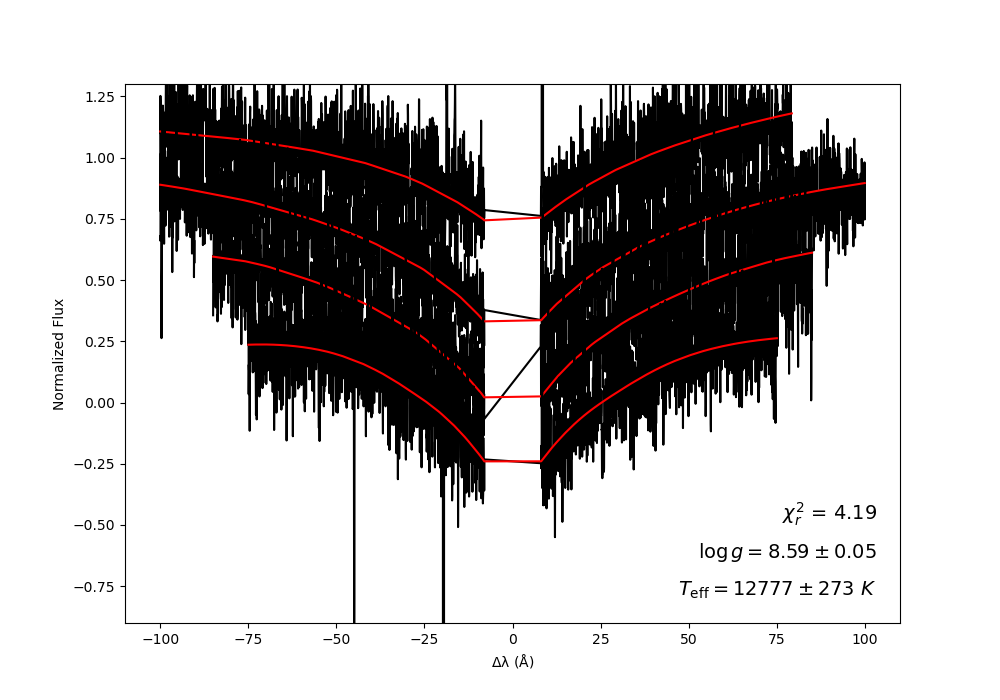 1.25
1.00
0.75
0.50
0.25
0.00
−0.25
−0.50
−0.75
Normalized Flux
χ²ᵣ = 4.19
log g = 8.59 ± 0.05
T_eff = 12777 ± 273 K
−100 −75 −50 −25 0 25 50 75 100
Δλ (Å)